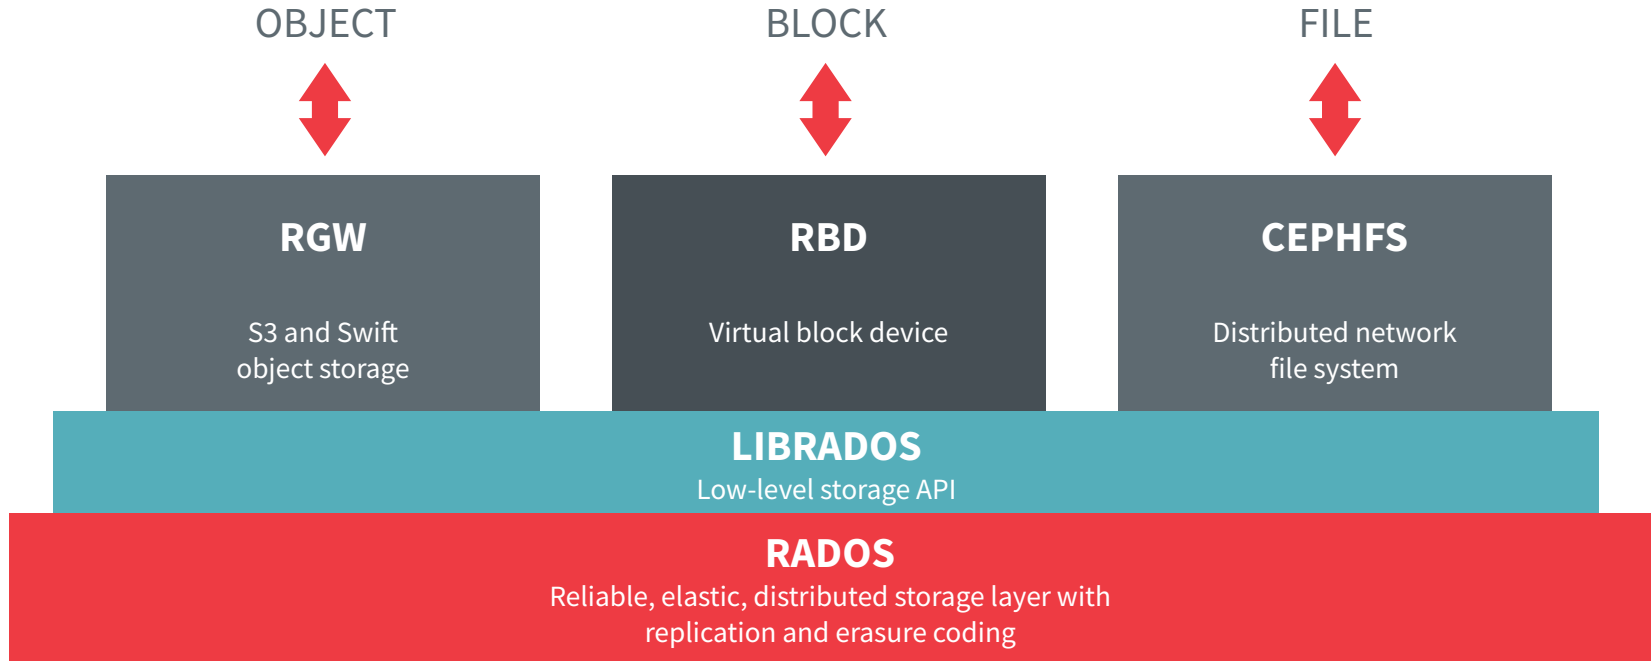 OBJECT
BLOCK
FILE
RGW
S3 and Swift
object storage
RBD
Virtual block device
CEPHFS
Distributed network
file system
LIBRADOS
Low-level storage API
RADOS
Reliable, elastic, distributed storage layer with
replication and erasure coding